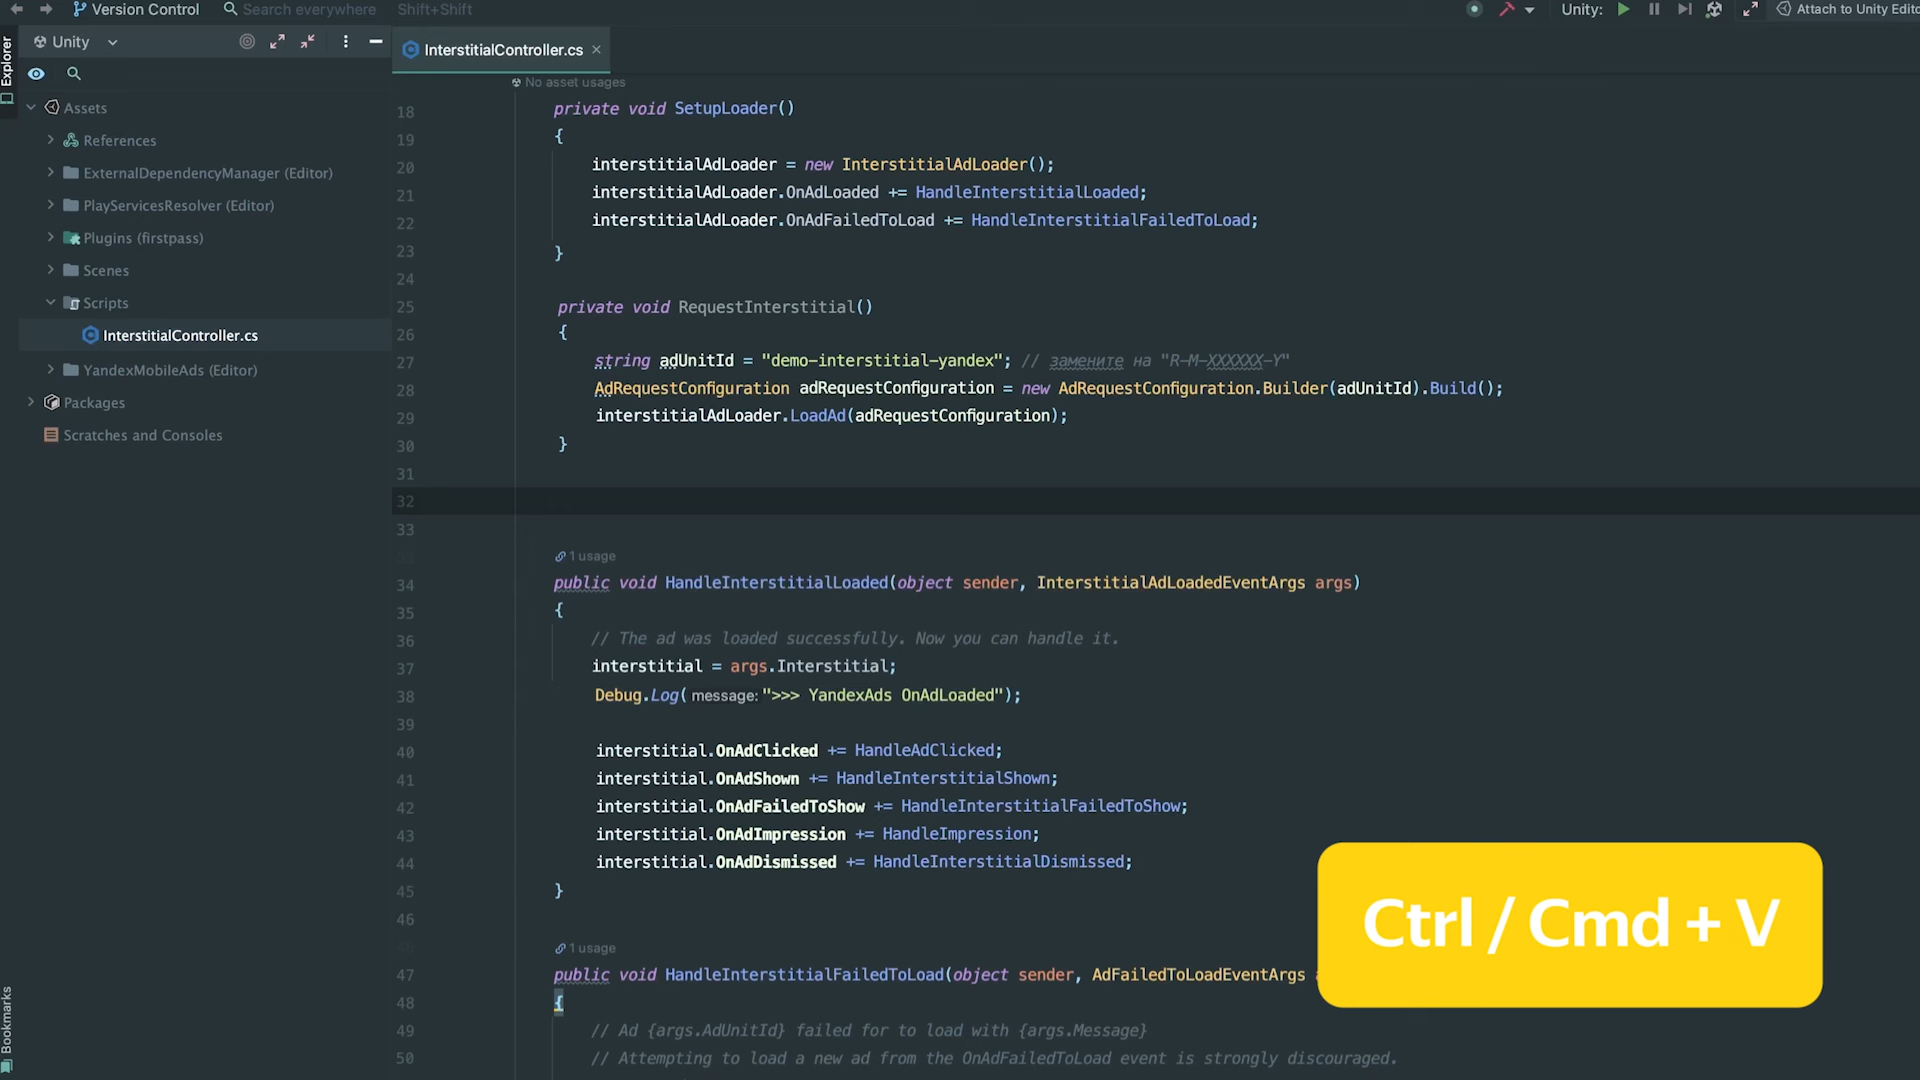 Version Control
Search everywhere Shift+Shift
Unity:
Attach to Unity Edito
Explorer
Unity
InterstitialController.cs
Assets
References
ExternalDependencyManager (Editor)
PlayServicesResolver (Editor)
Plugins (firstpass)
Scenes
Scripts
InterstitialController.cs
YandexMobileAds (Editor)
Packages
Scratches and Consoles
Bookmarks
No asset usages
18 private void SetupLoader()
19 {
20 interstitialAdLoader = new InterstitialAdLoader();
21 interstitialAdLoader.OnAdLoaded += HandleInterstitialLoaded;
22 interstitialAdLoader.OnAdFailedToLoad += HandleInterstitialFailedToLoad;
23 }
24
25 private void RequestInterstitial()
26 {
27 string adUnitId = "demo-interstitial-yandex"; // замените на "R-M-XXXXXX-Y"
28 AdRequestConfiguration adRequestConfiguration = new AdRequestConfiguration.Builder(adUnitId).Build();
29 interstitialAdLoader.LoadAd(adRequestConfiguration);
30 }
31
32
33
1 usage
34 public void HandleInterstitialLoaded(object sender, InterstitialAdLoadedEventArgs args)
35 {
36 // The ad was loaded successfully. Now you can handle it.
37 interstitial = args.Interstitial;
38 Debug.Log( message: ">>> YandexAds OnAdLoaded");
39
40 interstitial.OnAdClicked += HandleAdClicked;
41 interstitial.OnAdShown += HandleInterstitialShown;
42 interstitial.OnAdFailedToShow += HandleInterstitialFailedToShow;
43 interstitial.OnAdImpression += HandleImpression;
44 interstitial.OnAdDismissed += HandleInterstitialDismissed;
45 }
46
1 usage
47 public void HandleInterstitialFailedToLoad(object sender, AdFailedToLoadEventArgs
48 {
49 // Ad {args.AdUnitId} failed for to load with {args.Message}
50 // Attempting to load a new ad from the OnAdFailedToLoad event is strongly discouraged.
Ctrl / Cmd + V